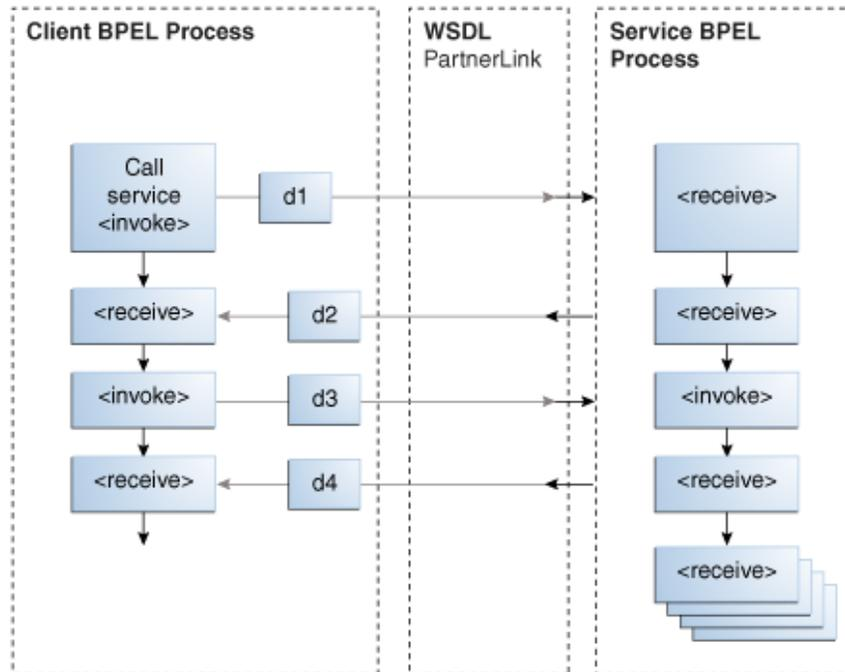 Client BPEL Process
WSDL
PartnerLink
Service BPEL
Process
Call
service
<invoke>
d1
<receive>
<receive>
d2
<receive>
<invoke>
d3
<invoke>
<receive>
d4
<receive>
<receive>